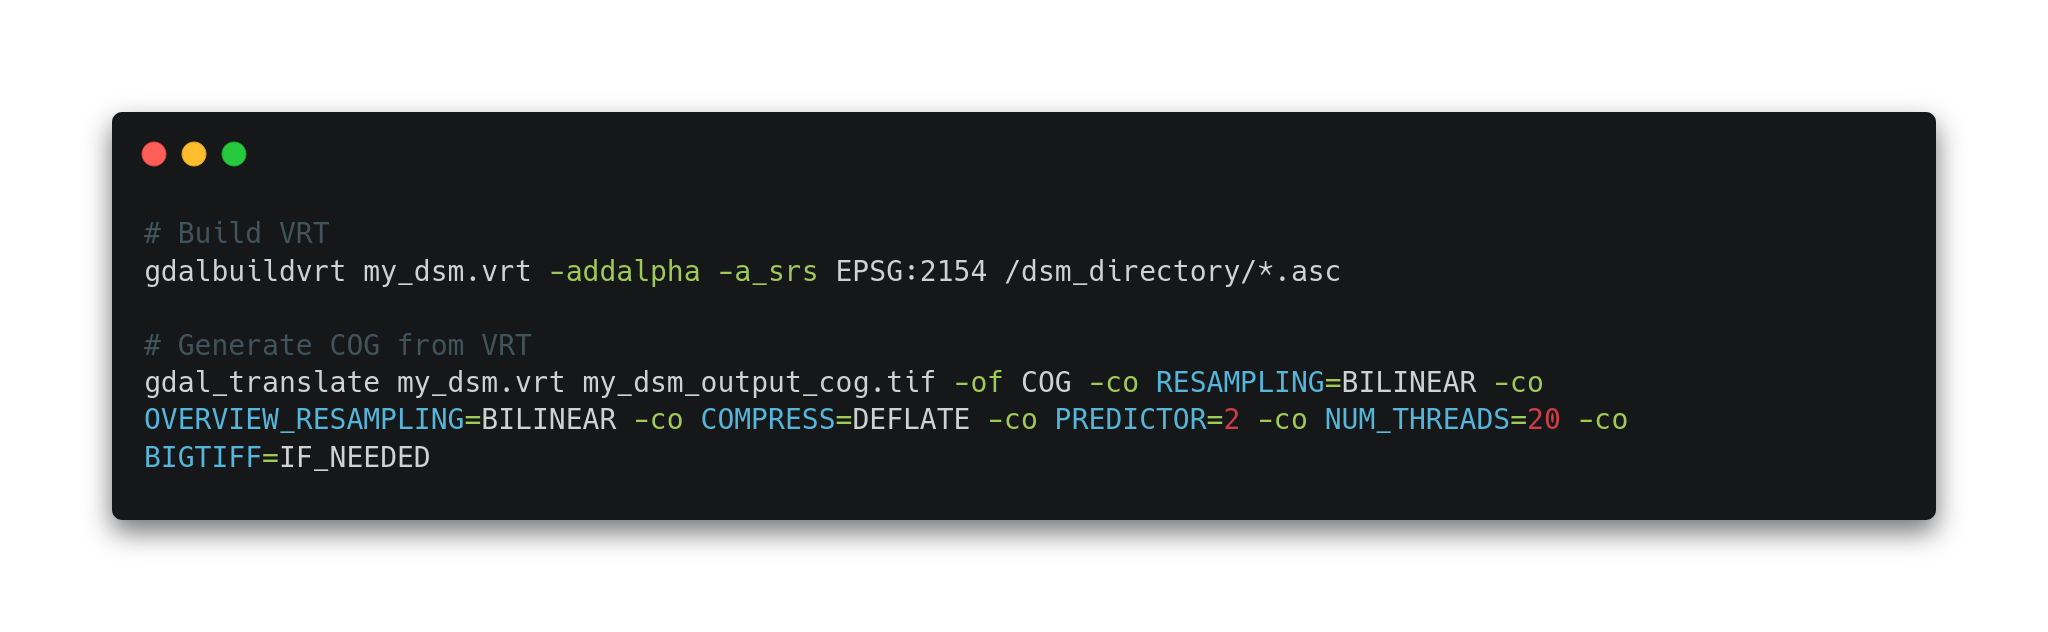 # Build VRT
gdalbuildvrt my_dsm.vrt -addalpha -a_srs EPSG:2154 /dsm_directory/*.asc
# Generate COG from VRT
gdal_translate my_dsm.vrt my_dsm_output_cog.tif -of COG -co RESAMPLING=BILINEAR -co
OVERVIEW_RESAMPLING=BILINEAR -co COMPRESS=DEFLATE -co PREDICTOR=2 -co NUM_THREADS=20 -co
BIGTIFF=IF_NEEDED